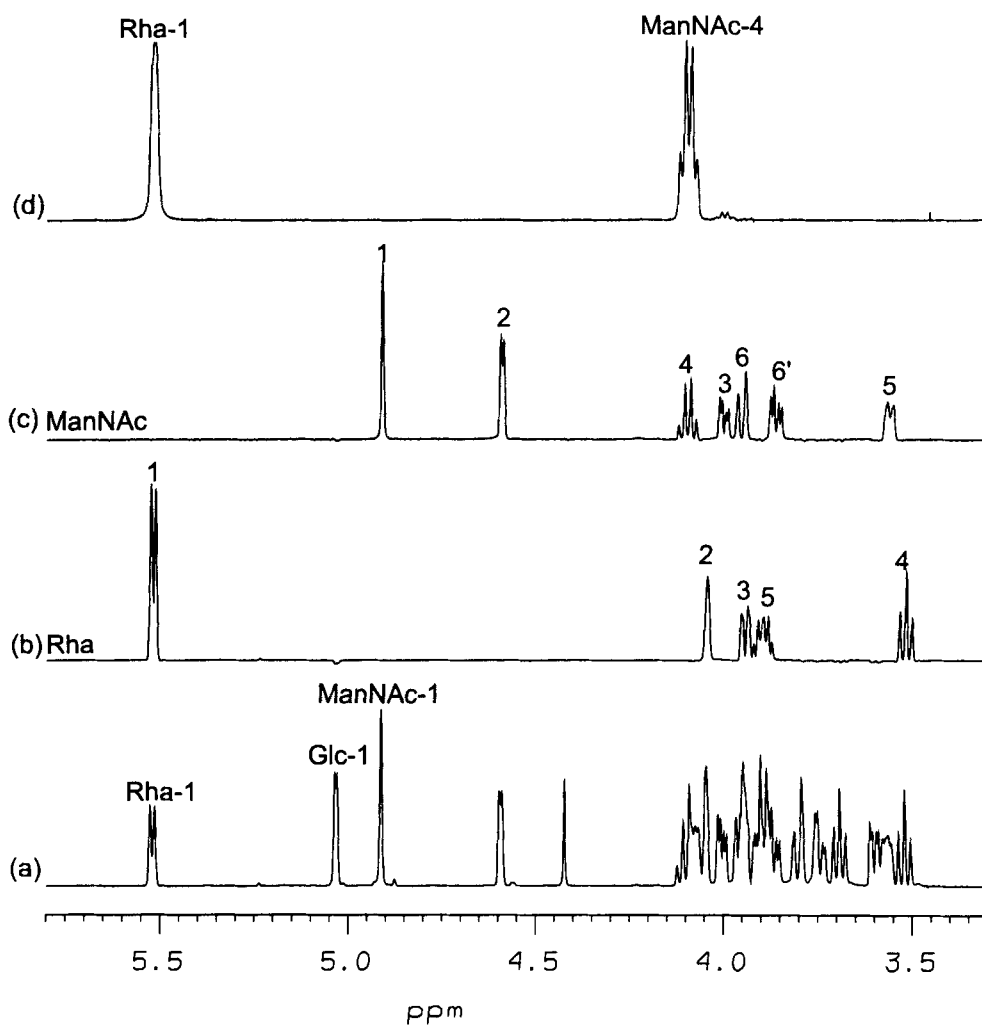 Rha-1 ManNAc-4
(d)
1
2
4 3 6 6' 5
(c) ManNAc
1
2 3 5 4
(b) Rha
ManNAc-1
Glc-1
Rha-1
(a)
5.5 5.0 4.5 4.0 3.5
ppm